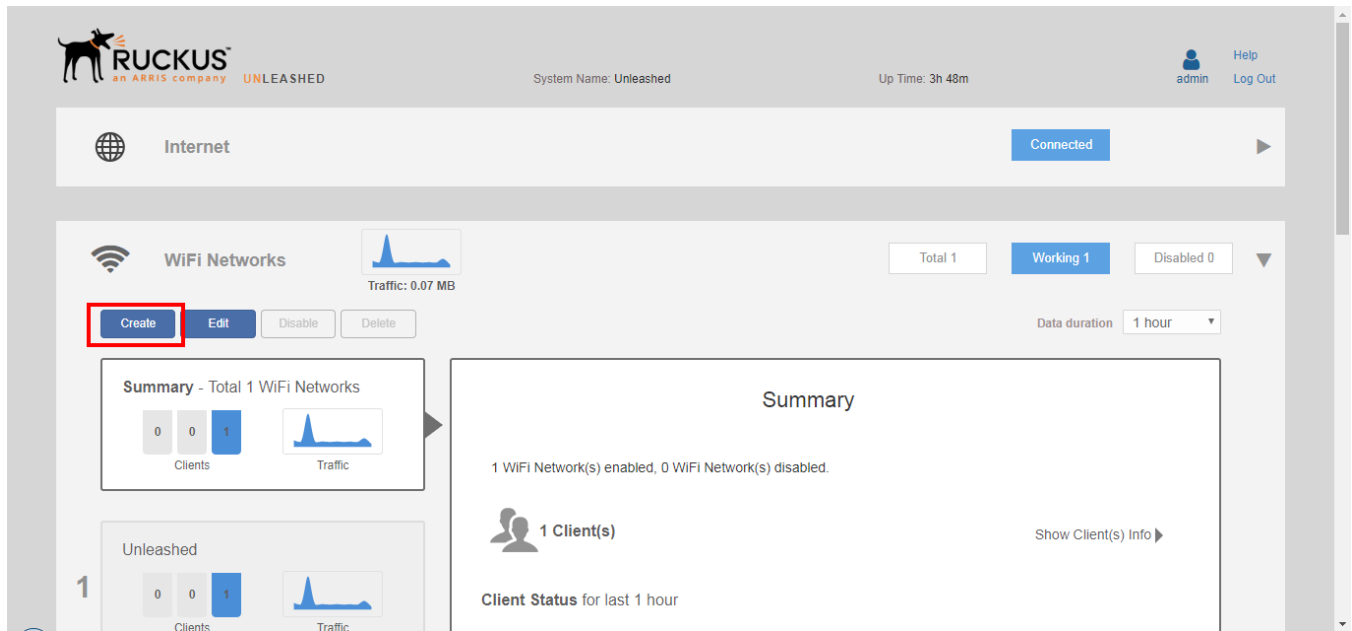 RUCKUS™
an ARRIS company UNLEASHED
System Name: Unleashed
Up Time: 3h 48m
admin
Help
Log Out
Internet
Connected
WiFi Networks
Traffic: 0.07 MB
Total 1
Working 1
Disabled 0
Create
Edit
Disable
Delete
Data duration
1 hour
Summary - Total 1 WiFi Networks
0 0 1
Clients
Traffic
Summary
1 WiFi Network(s) enabled, 0 WiFi Network(s) disabled.
1 Client(s)
Show Client(s) Info
Client Status for last 1 hour
1
Unleashed
0 0 1
Clients
Traffic